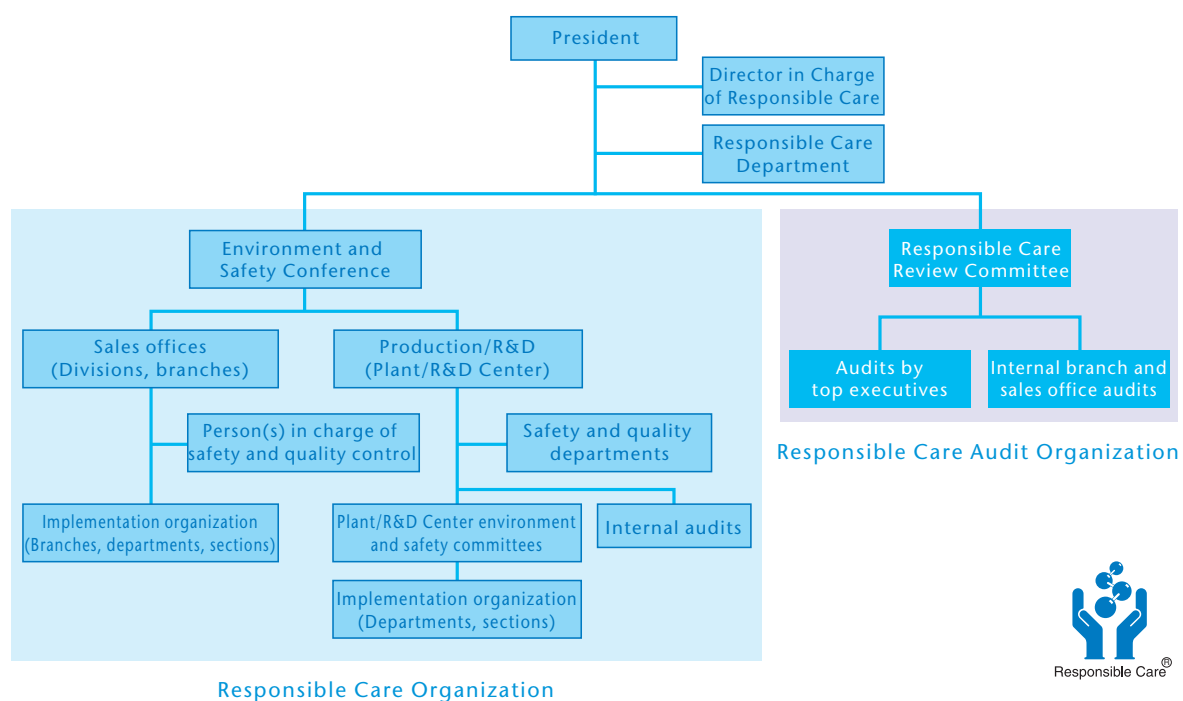 President
Director in Charge
of Responsible Care
Responsible Care
Department
Environment and
Safety Conference
Responsible Care
Review Committee
Sales offices
(Divisions, branches)
Production/R&D
(Plant/R&D Center)
Audits by
top executives
Internal branch and
sales office audits
Person(s) in charge of
safety and quality control
Safety and quality
departments
Responsible Care Audit Organization
Implementation organization
(Branches, departments, sections)
Plant/R&D Center environment
and safety committees
Internal audits
Implementation organization
(Departments, sections)
Responsible Care®
Responsible Care Organization